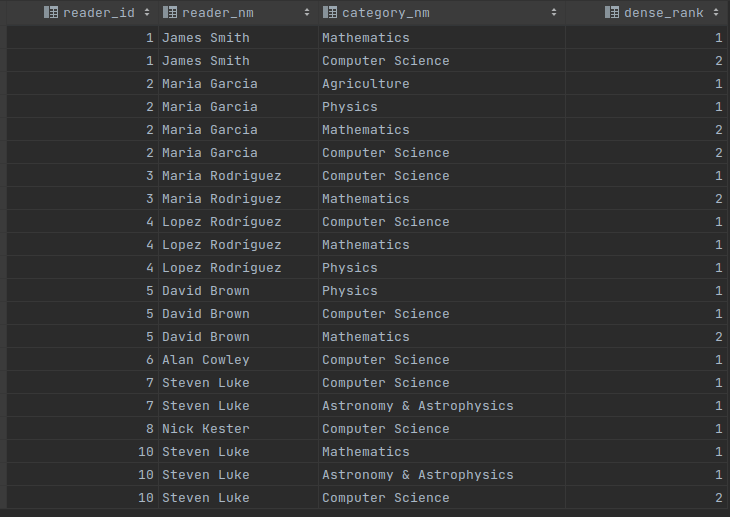 reader_id reader_nm category_nm dense_rank
1 James Smith Mathematics 1
1 James Smith Computer Science 2
2 Maria Garcia Agriculture 1
2 Maria Garcia Physics 1
2 Maria Garcia Mathematics 2
2 Maria Garcia Computer Science 2
3 Maria Rodriguez Computer Science 1
3 Maria Rodriguez Mathematics 2
4 Lopez Rodríguez Computer Science 1
4 Lopez Rodríguez Mathematics 1
4 Lopez Rodríguez Physics 1
5 David Brown Physics 1
5 David Brown Computer Science 1
5 David Brown Mathematics 2
6 Alan Cowley Computer Science 1
7 Steven Luke Computer Science 1
7 Steven Luke Astronomy & Astrophysics 1
8 Nick Kester Computer Science 1
10 Steven Luke Mathematics 1
10 Steven Luke Astronomy & Astrophysics 1
10 Steven Luke Computer Science 2